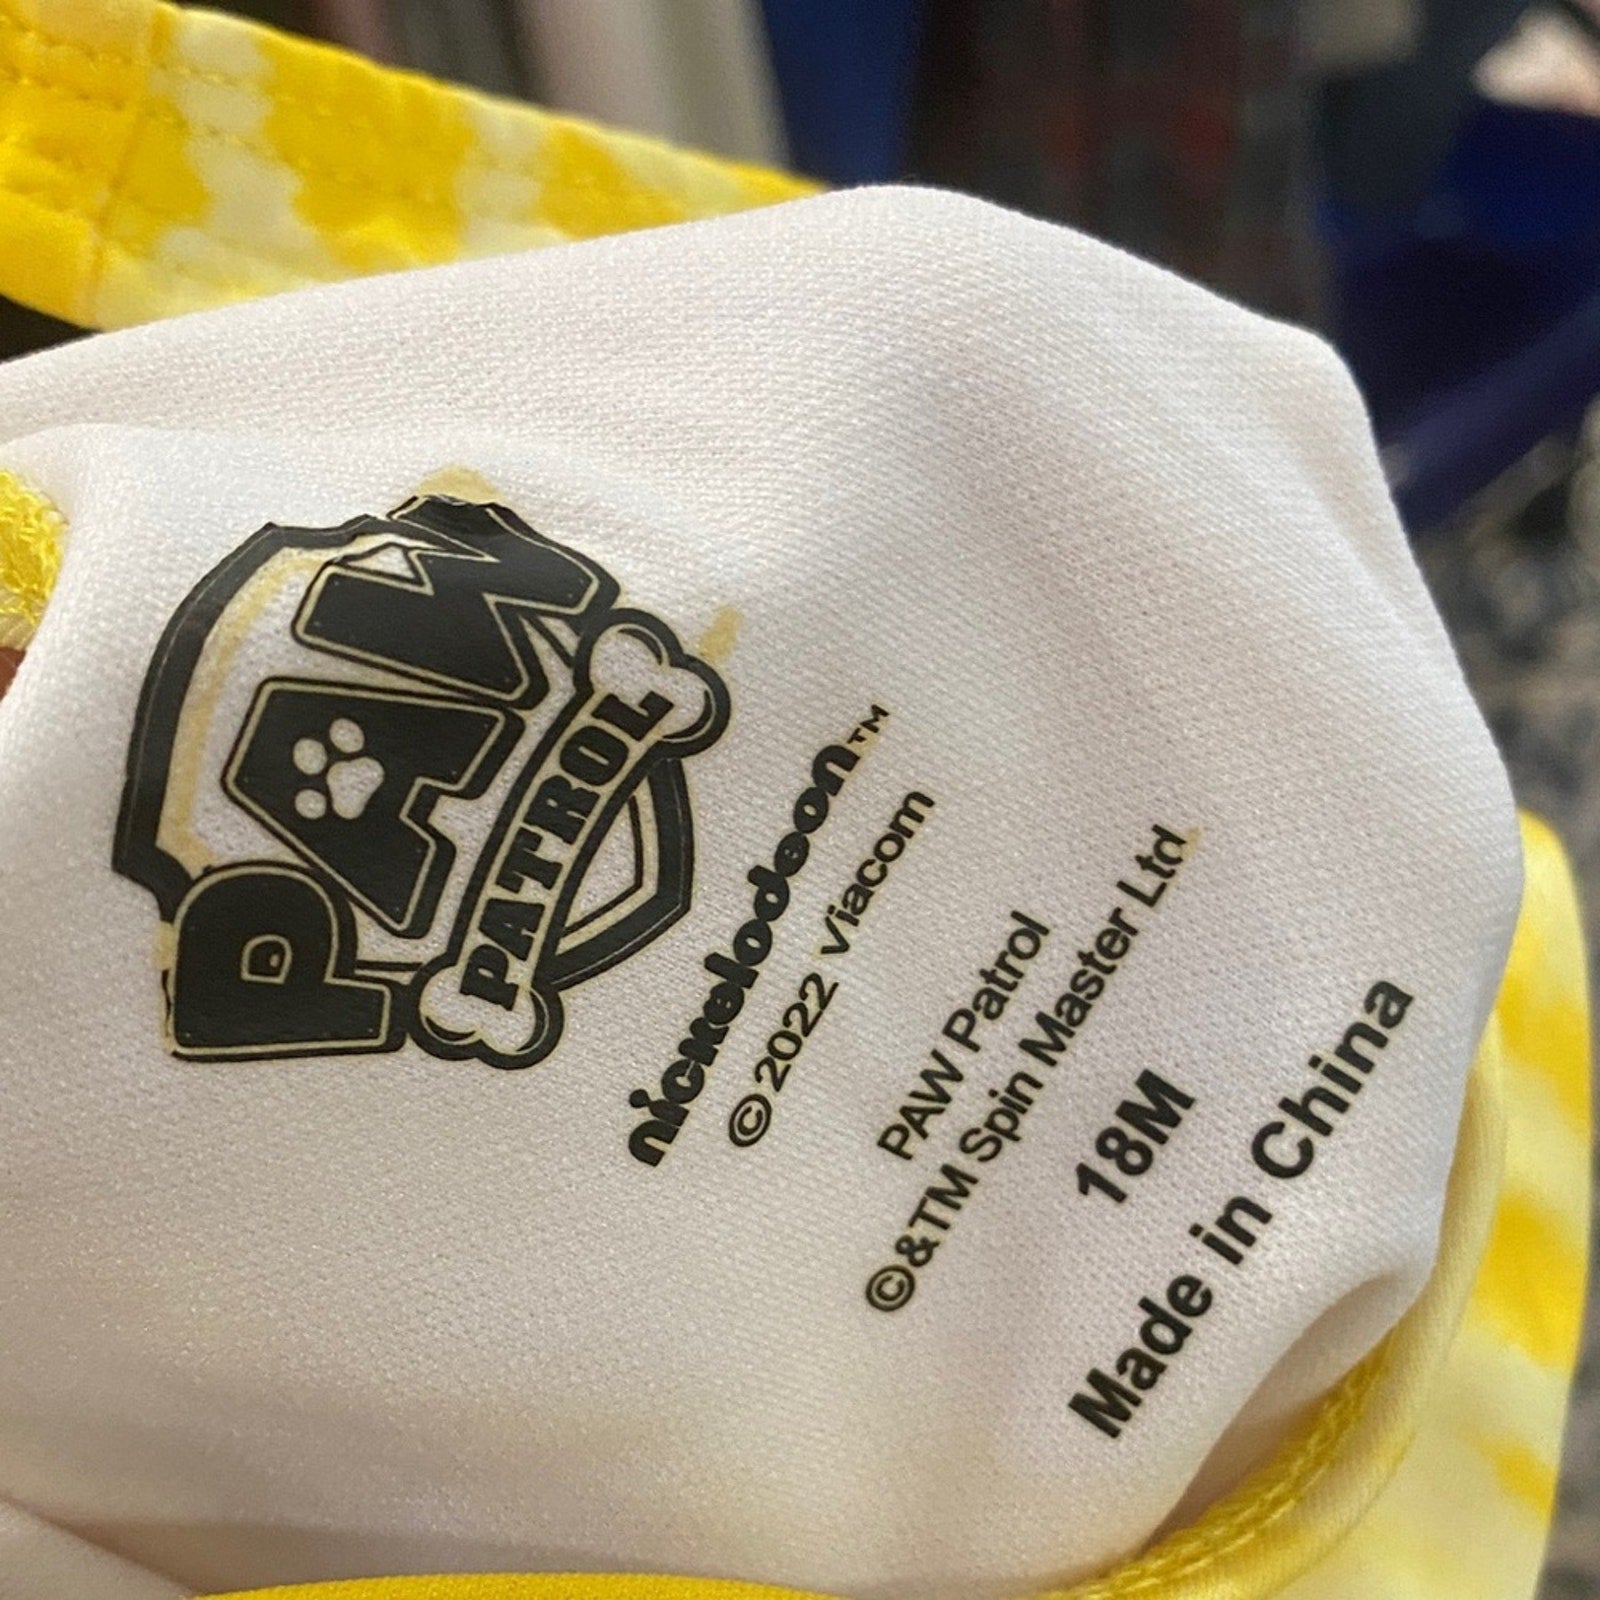 PAW
PATROL
nickelodeon™
©2022 Viacom
PAW Patrol
©&TM Spin Master Ltd.
18M
Made in China